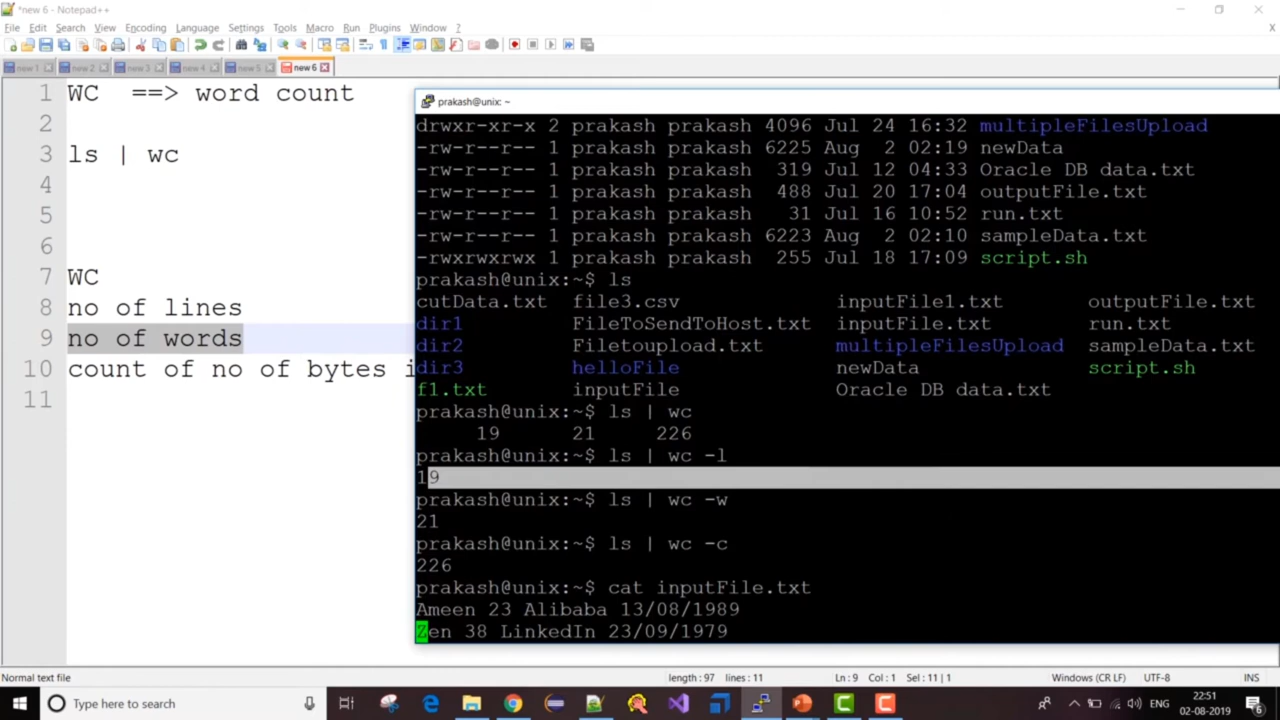 *new 6 - Notepad++
File Edit Search View Encoding Language Settings Tools Macro Run Plugins Window ? X
new 1 new 2 new 3 new 4 new 5 new 6
1 WC ==> word count
2
3 ls | wc
4
5
6
7 WC
8 no of lines
9 no of words
10 count of no of bytes i
11
prakash@unix: ~
drwxr-xr-x 2 prakash prakash 4096 Jul 24 16:32 multipleFilesUpload
-rw-r--r-- 1 prakash prakash 6225 Aug 2 02:19 newData
-rw-r--r-- 1 prakash prakash 319 Jul 12 04:33 Oracle DB data.txt
-rw-r--r-- 1 prakash prakash 488 Jul 20 17:04 outputFile.txt
-rw-r--r-- 1 prakash prakash 31 Jul 16 10:52 run.txt
-rw-r--r-- 1 prakash prakash 6223 Aug 2 02:10 sampleData.txt
-rwxrwxrwx 1 prakash prakash 255 Jul 18 17:09 script.sh
prakash@unix:~$ ls
cutData.txt file3.csv inputFile1.txt outputFile.txt
dir1 FileToSendToHost.txt inputFile.txt run.txt
dir2 Filetoupload.txt multipleFilesUpload sampleData.txt
dir3 helloFile newData script.sh
f1.txt inputFile Oracle DB data.txt
prakash@unix:~$ ls | wc
19 21 226
prakash@unix:~$ ls | wc -l
19
prakash@unix:~$ ls | wc -w
21
prakash@unix:~$ ls | wc -c
226
prakash@unix:~$ cat inputFile.txt
Ameen 23 Alibaba 13/08/1989
Zen 38 LinkedIn 23/09/1979
Normal text file length: 97 lines: 11 Ln: 9 Col: 1 Sel: 11 | 1 Windows (CR LF) UTF-8 INS
Type here to search ENG 22:51
02-08-2019 6